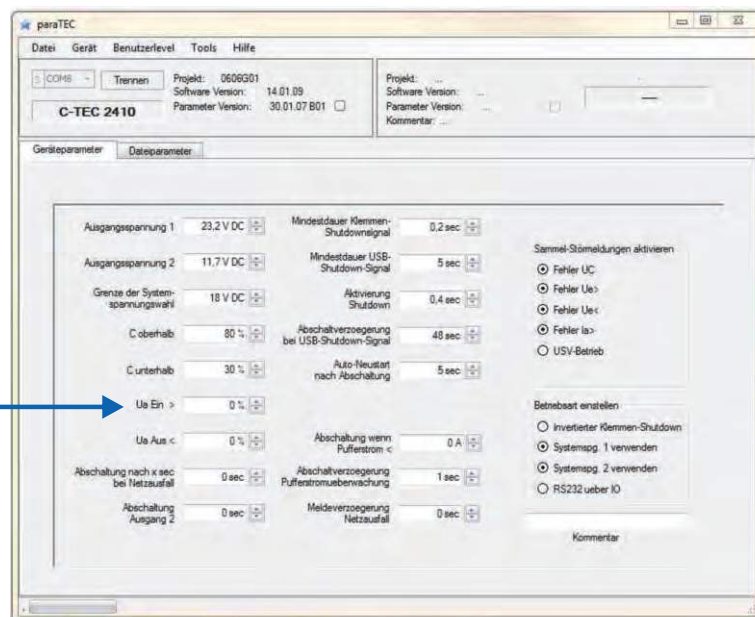 paraTEC
Datei Gerät Benutzerlevel Tools Hilfe
COM8 Trennen
C-TEC 2410
Projekt: 0606G01
Software Version: 14.01.09
Parameter Version: 30.01.07 B01
Projekt: ...
Software Version: ...
Parameter Version: ...
Kommentar: ...
Geräteparameter Dateiparameter
Ausgangsspannung 1 23,2 V DC
Ausgangsspannung 2 11,7 V DC
Grenze der System-
spannungswahl 18 V DC
C oberhalb 80 %
C unterhalb 30 %
Ua Ein > 0 %
Ua Aus < 0 %
Abschaltung nach x sec
bei Netzausfall 0 sec
Abschaltung
Ausgang 2 0 sec
Mindestdauer Klemmen-
Shutdownsignal 0,2 sec
Mindestdauer USB-
Shutdown-Signal 5 sec
Aktivierung
Shutdown 0,4 sec
Abschaltverzoegerung
bei USB-Shutdown-Signal 48 sec
Auto-Neustart
nach Abschaltung 5 sec
Abschaltung wenn
Pufferstrom < 0 A
Abschaltverzoegerung
Pufferstromueberwachung 1 sec
Meldeverzoegerung
Netzausfall 0 sec
Sammel-Störmeldungen aktivieren
Fehler UC
Fehler Ue>
Fehler Ue<
Fehler Ia>
USV-Betrieb
Betriebsart einstellen
Invertierter Klemmen-Shutdown
Systemspg. 1 verwenden
Systemspg. 2 verwenden
RS232 ueber IO
Kommentar